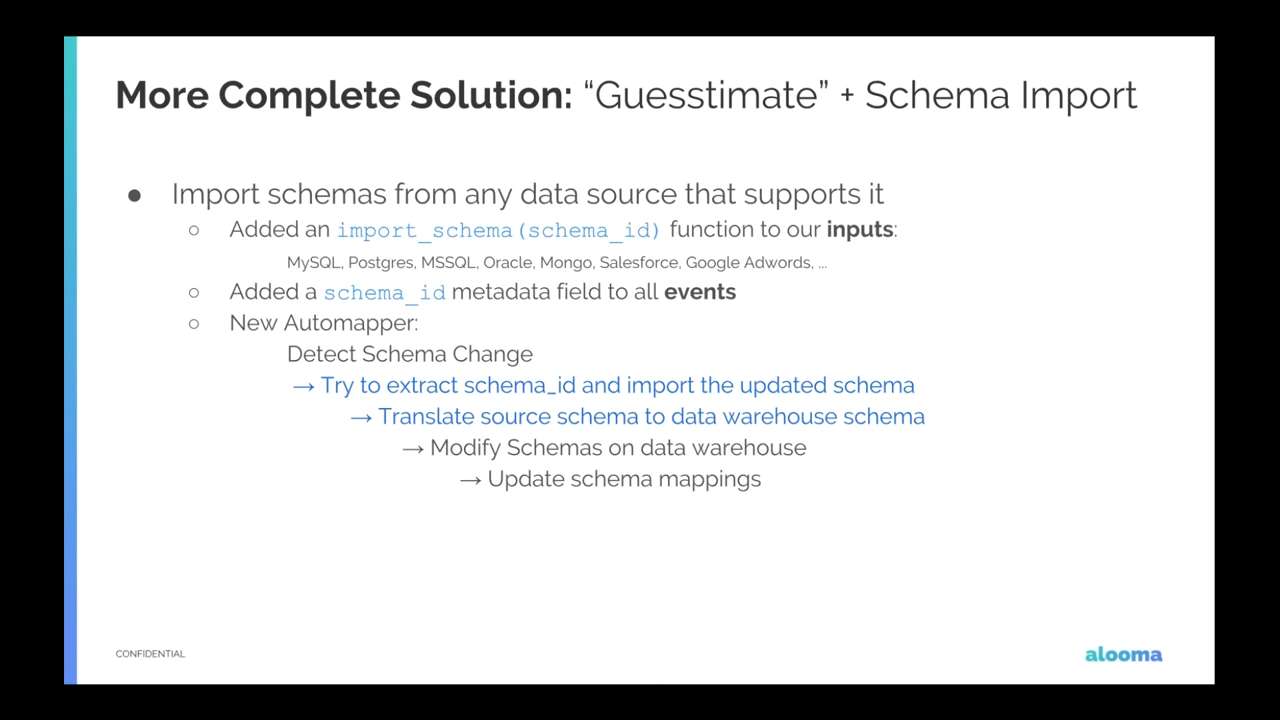 More Complete Solution: “Guesstimate” + Schema Import
● Import schemas from any data source that supports it
○ Added an import_schema(schema_id) function to our inputs:
MySQL, Postgres, MSSQL, Oracle, Mongo, Salesforce, Google Adwords, ...
○ Added a schema_id metadata field to all events
○ New Automapper:
Detect Schema Change
→ Try to extract schema_id and import the updated schema
→ Translate source schema to data warehouse schema
→ Modify Schemas on data warehouse
→ Update schema mappings
CONFIDENTIAL
alooma